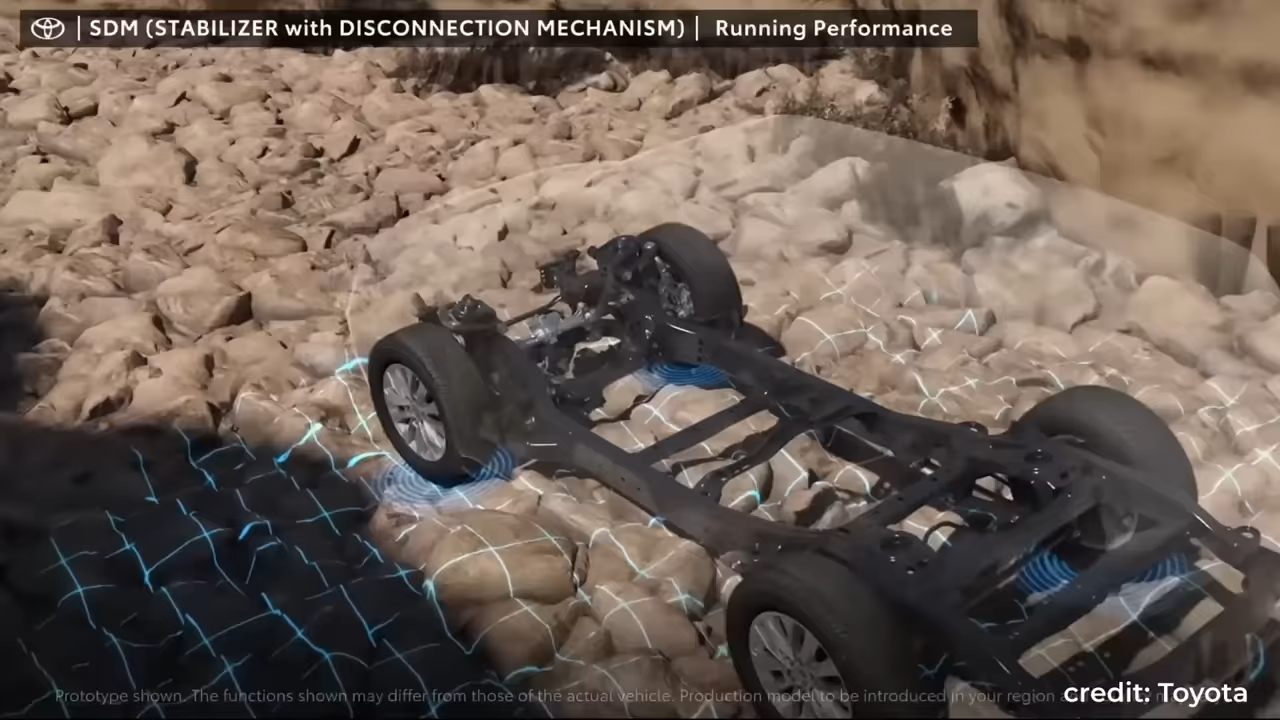 SDM (STABILIZER with DISCONNECTION MECHANISM) | Running Performance
Prototype shown. The functions shown may differ from those of the actual vehicle. Production model to be introduced in your region
credit: Toyota